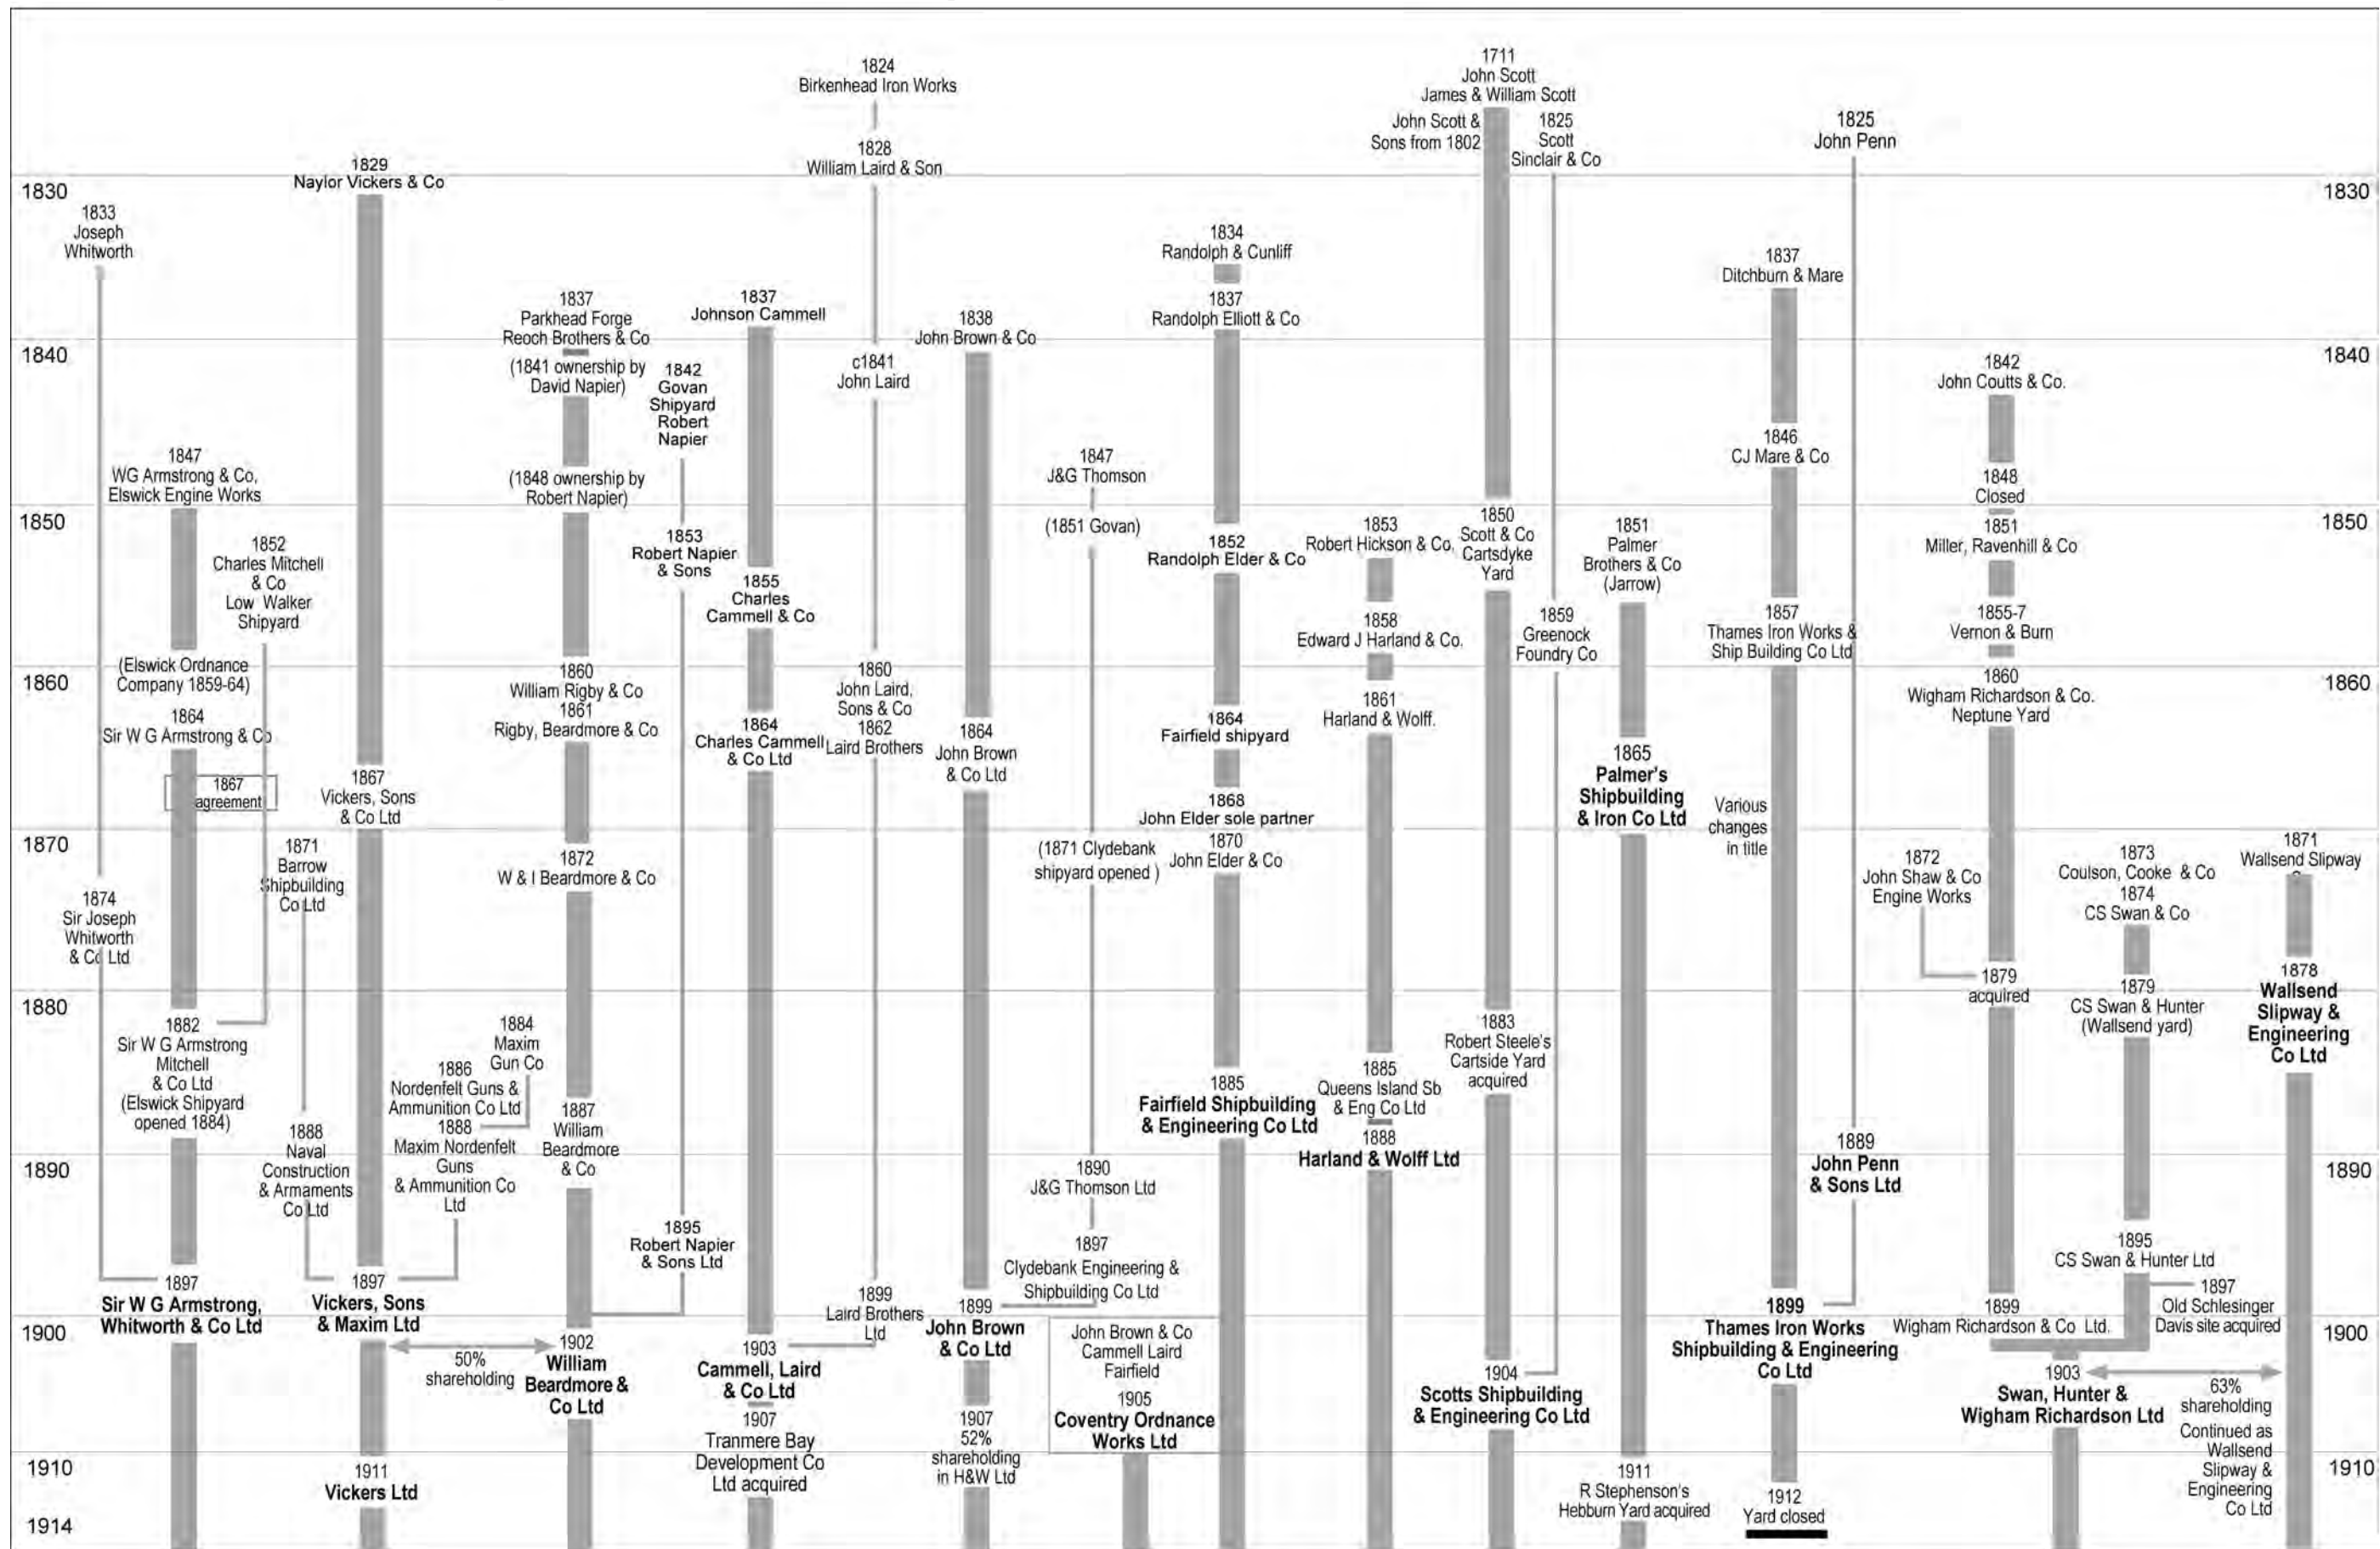 1830
1840
1850
1860
1870
1880
1890
1900
1910
1914
1833
Joseph
Whitworth
1874
Sir Joseph
Whitworth
& Co Ltd
1847
WG Armstrong & Co,
Elswick Engine Works
(Elswick Ordnance
Company 1859-64)
1864
Sir W G Armstrong & Co
1867
agreement
1852
Charles Mitchell
& Co
Low Walker
Shipyard
1882
Sir W G Armstrong
Mitchell
& Co Ltd
(Elswick Shipyard
opened 1884)
1897
Sir W G Armstrong,
Whitworth & Co Ltd
1871
Barrow
Shipbuilding
Co Ltd
1888
Naval
Construction
& Armaments
Co Ltd
1829
Naylor Vickers & Co
1867
Vickers, Sons
& Co Ltd
1884
Maxim
Gun Co
1886
Nordenfelt Guns &
Ammunition Co Ltd
1888
Maxim Nordenfelt
Guns
& Ammunition Co
Ltd
1897
Vickers, Sons
& Maxim Ltd
50%
shareholding
1911
Vickers Ltd
1837
Parkhead Forge
Reoch Brothers & Co
(1841 ownership by
David Napier)
(1848 ownership by
Robert Napier)
1860
William Rigby & Co
1861
Rigby, Beardmore & Co
1872
W & I Beardmore & Co
1887
William
Beardmore
& Co
1902
William
Beardmore &
Co Ltd
1842
Govan
Shipyard
Robert
Napier
1853
Robert Napier
& Sons
1895
Robert Napier
& Sons Ltd
1837
Johnson Cammell
1855
Charles
Cammell & Co
1864
Charles Cammell
& Co Ltd
1903
Cammell, Laird
& Co Ltd
1907
Tranmere Bay
Development Co
Ltd acquired
1824
Birkenhead Iron Works
1828
William Laird & Son
c1841
John Laird
1860
John Laird,
Sons & Co
1862
Laird Brothers
1899
Laird Brothers
Ltd
1838
John Brown & Co
1864
John Brown
& Co Ltd
1899
John Brown
& Co Ltd
1907
52%
shareholding
in H&W Ltd
1847
J&G Thomson
(1851 Govan)
(1871 Clydebank
shipyard opened )
1890
J&G Thomson Ltd
1897
Clydebank Engineering &
Shipbuilding Co Ltd
John Brown & Co
Cammell Laird
Fairfield
1905
Coventry Ordnance
Works Ltd
1834
Randolph & Cunliff
1837
Randolph Elliott & Co
1852
Randolph Elder & Co
1864
Fairfield shipyard
1868
John Elder sole partner
1870
John Elder & Co
1885
Fairfield Shipbuilding
& Engineering Co Ltd
1853
Robert Hickson & Co.
1858
Edward J Harland & Co.
1861
Harland & Wolff.
1885
Queens Island Sb
& Eng Co Ltd
1888
Harland & Wolff Ltd
1711
John Scott
James & William Scott
John Scott &
Sons from 1802
1850
Scott & Co
Cartsdyke
Yard
1883
Robert Steele's
Cartside Yard
acquired
1904
Scotts Shipbuilding
& Engineering Co Ltd
1825
Scott
Sinclair & Co
1859
Greenock
Foundry Co
1851
Palmer
Brothers & Co
(Jarrow)
1865
Palmer's
Shipbuilding
& Iron Co Ltd
1911
R Stephenson's
Hebburn Yard acquired
1837
Ditchburn & Mare
1846
CJ Mare & Co
1857
Thames Iron Works &
Ship Building Co Ltd
Various
changes
in title
1899
Thames Iron Works
Shipbuilding & Engineering
Co Ltd
1912
Yard closed
1825
John Penn
1889
John Penn
& Sons Ltd
1842
John Coutts & Co.
1848
Closed
1851
Miller, Ravenhill & Co
1855-7
Vernon & Burn
1860
Wigham Richardson & Co.
Neptune Yard
1872
John Shaw & Co
Engine Works
1879
acquired
1899
Wigham Richardson & Co Ltd.
1873
Coulson, Cooke & Co
1874
CS Swan & Co
1879
CS Swan & Hunter
(Wallsend yard)
1895
CS Swan & Hunter Ltd
1897
Old Schlesinger
Davis site acquired
1903
Swan, Hunter &
Wigham Richardson Ltd
1871
Wallsend Slipway
1878
Wallsend
Slipway &
Engineering
Co Ltd
63%
shareholding
Continued as
Wallsend
Slipway &
Engineering
Co Ltd
1830
1840
1850
1860
1870
1880
1890
1900
1910